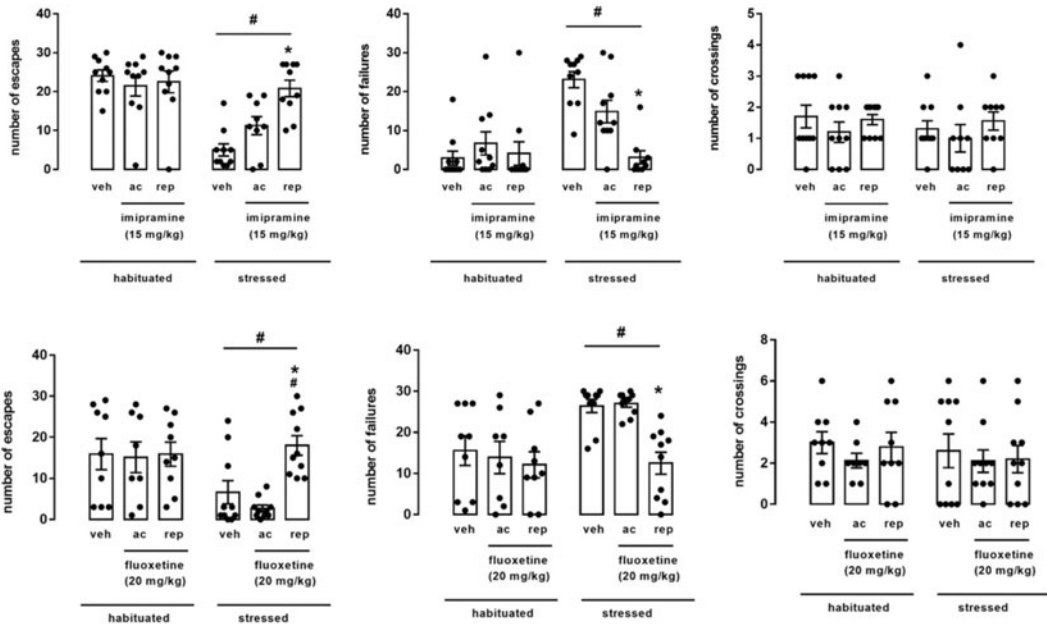 number of escapes
40
30
20
10
0
#
*
veh ac rep veh ac rep
imipramine imipramine
(15 mg/kg) (15 mg/kg)
habituated stressed
number of failures
40
30
20
10
0
#
*
veh ac rep veh ac rep
imipramine imipramine
(15 mg/kg) (15 mg/kg)
habituated stressed
number of crossings
5
4
3
2
1
0
veh ac rep veh ac rep
imipramine imipramine
(15 mg/kg) (15 mg/kg)
habituated stressed
number of escapes
40
30
20
10
0
#
*
#
veh ac rep veh ac rep
fluoxetine fluoxetine
(20 mg/kg) (20 mg/kg)
habituated stressed
number of failures
40
30
20
10
0
#
*
veh ac rep veh ac rep
fluoxetine fluoxetine
(20 mg/kg) (20 mg/kg)
habituated stressed
number of crossings
8
6
4
2
0
veh ac rep veh ac rep
fluoxetine fluoxetine
(20 mg/kg) (20 mg/kg)
habituated stressed